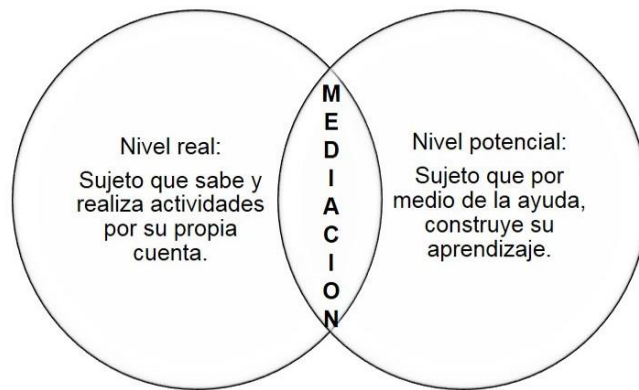 Nivel real:
Sujeto que sabe y
realiza actividades
por su propia
cuenta.
M
E
D
I
A
C
I
O
N
Nivel potencial:
Sujeto que por
medio de la ayuda,
construye su
aprendizaje.